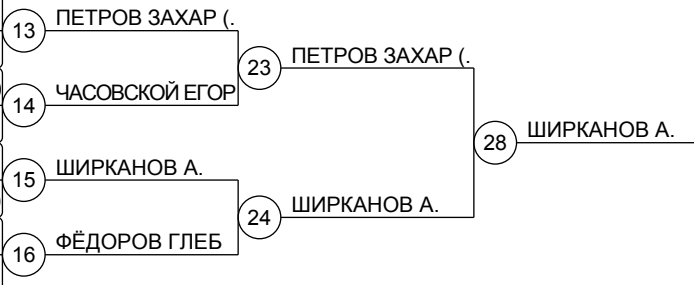 13 ПЕТРОВ ЗАХАР (.
23 ПЕТРОВ ЗАХАР (.
14 ЧАСОВСКОЙ ЕГОР
28 ШИРКАНОВ А.
15 ШИРКАНОВ А.
24 ШИРКАНОВ А.
16 ФЁДОРОВ ГЛЕБ